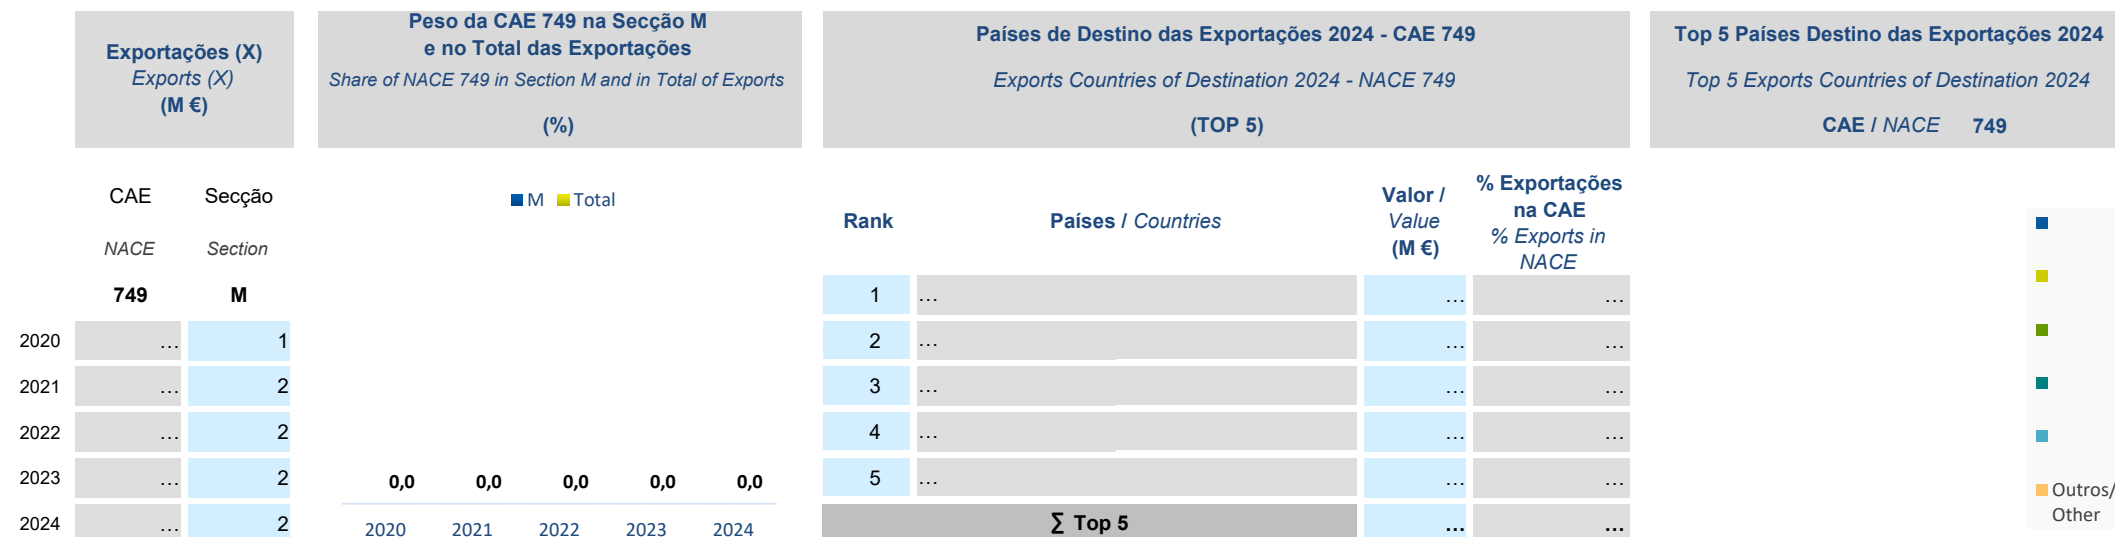 Exportações (X)
Exports (X)
(M €)
Peso da CAE 749 na Secção M
e no Total das Exportações
Share of NACE 749 in Section M and in Total of Exports
(%)
Países de Destino das Exportações 2024 - CAE 749
Exports Countries of Destination 2024 - NACE 749
(TOP 5)
Top 5 Países Destino das Exportações 2024
Top 5 Exports Countries of Destination 2024
CAE / NACE 749
CAE Secção
NACE Section
749 M
2020 … 1
2021 … 2
2022 … 2
2023 … 2
2024 … 2
M Total
0,0 0,0 0,0 0,0 0,0
2020 2021 2022 2023 2024
Rank
Países / Countries
Valor /
Value
(M €)
% Exportações
na CAE
% Exports in
NACE
1 … … …
2 … … …
3 … … …
4 … … …
5 … … …
∑ Top 5 … …
Outros/
Other